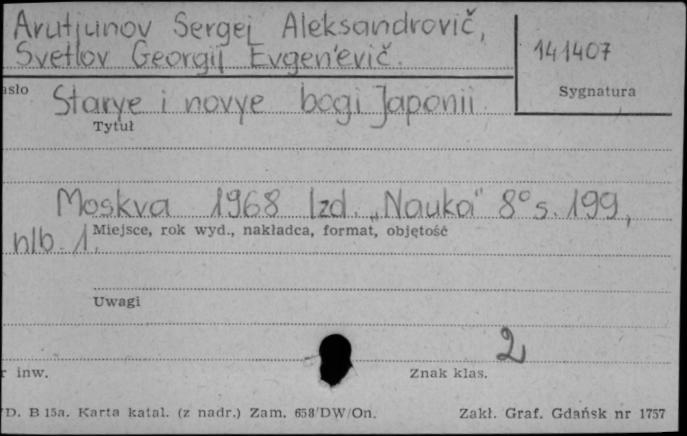 Arutjunov Sergej Aleksandrovič,
Svetlov Georgij Evgen'evič.
141407
asło
Starye i novye bogi Japonii.
Sygnatura
Tytuł
Moskva 1968 Izd. „Nauka" 8° s. 199,
Miejsce, rok wyd., nakładca, format, objętość
nlb. 1.
Uwagi
2
r inw.
Znak klas.
D. B 15a. Karta katal. (z nadr.) Zam. 658/DW/On.
Zakł. Graf. Gdańsk nr 1757